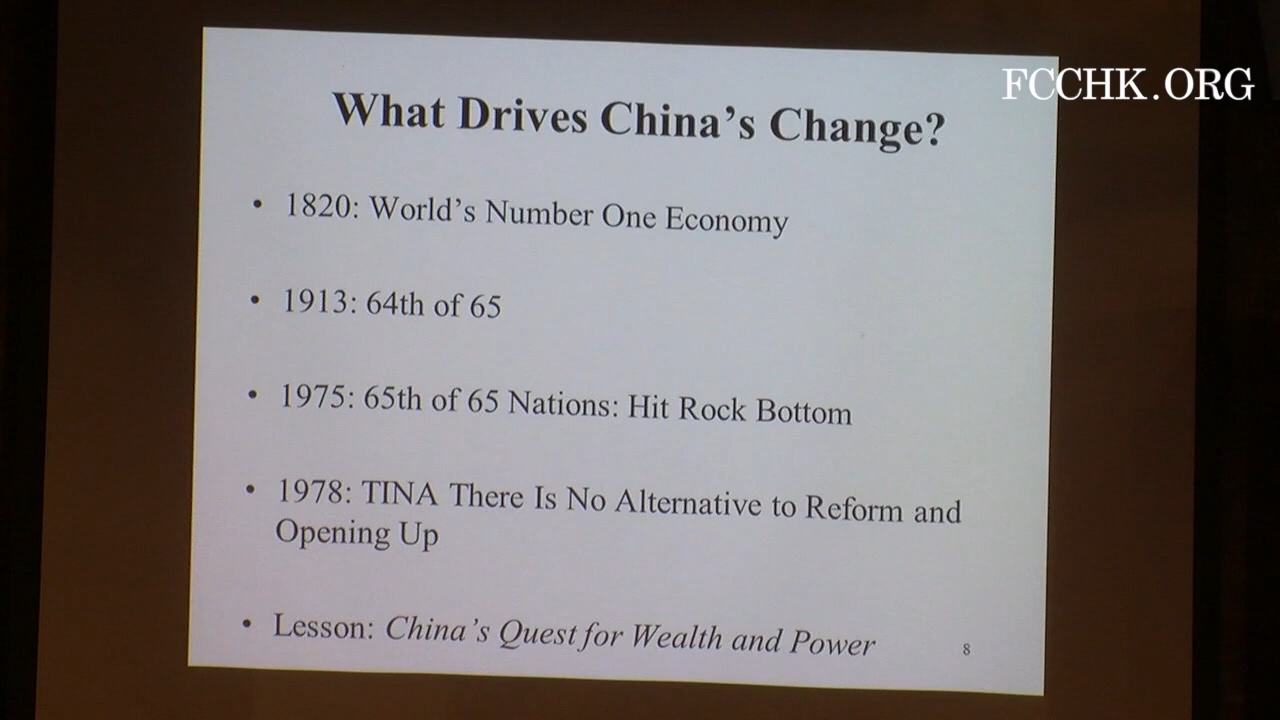 FCCHK.ORG
What Drives China's Change?
• 1820: World's Number One Economy
• 1913: 64th of 65
• 1975: 65th of 65 Nations: Hit Rock Bottom
• 1978: TINA There Is No Alternative to Reform and
Opening Up
• Lesson: China's Quest for Wealth and Power
8